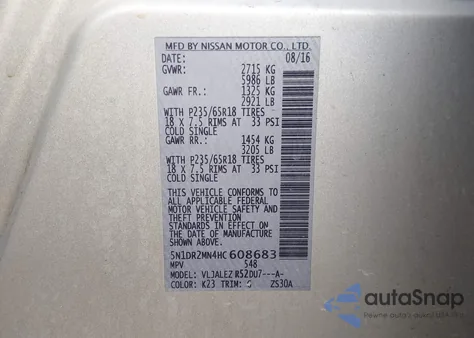 MFD BY NISSAN MOTOR CO., LTD.
DATE: 08/16
GVWR: 2715 KG
5986 LB
GAWR FR.: 1325 KG
2921 LB
WITH P235/65R18 TIRES
18 X 7.5 RIMS AT 33 PSI
COLD SINGLE
GAWR RR.: 1454 KG
3205 LB
WITH P235/65R18 TIRES
18 X 7.5 RIMS AT 33 PSI
COLD SINGLE
THIS VEHICLE CONFORMS TO
ALL APPLICABLE FEDERAL
MOTOR VEHICLE SAFETY AND
THEFT PREVENTION
STANDARDS IN EFFECT ON
THE DATE OF MANUFACTURE
SHOWN ABOVE.
5N1DR2MN4HC608683
MPV 548
MODEL: VLJALEZ R52DU7---A-
COLOR: K23 TRIM: ZS30A
autoSnap